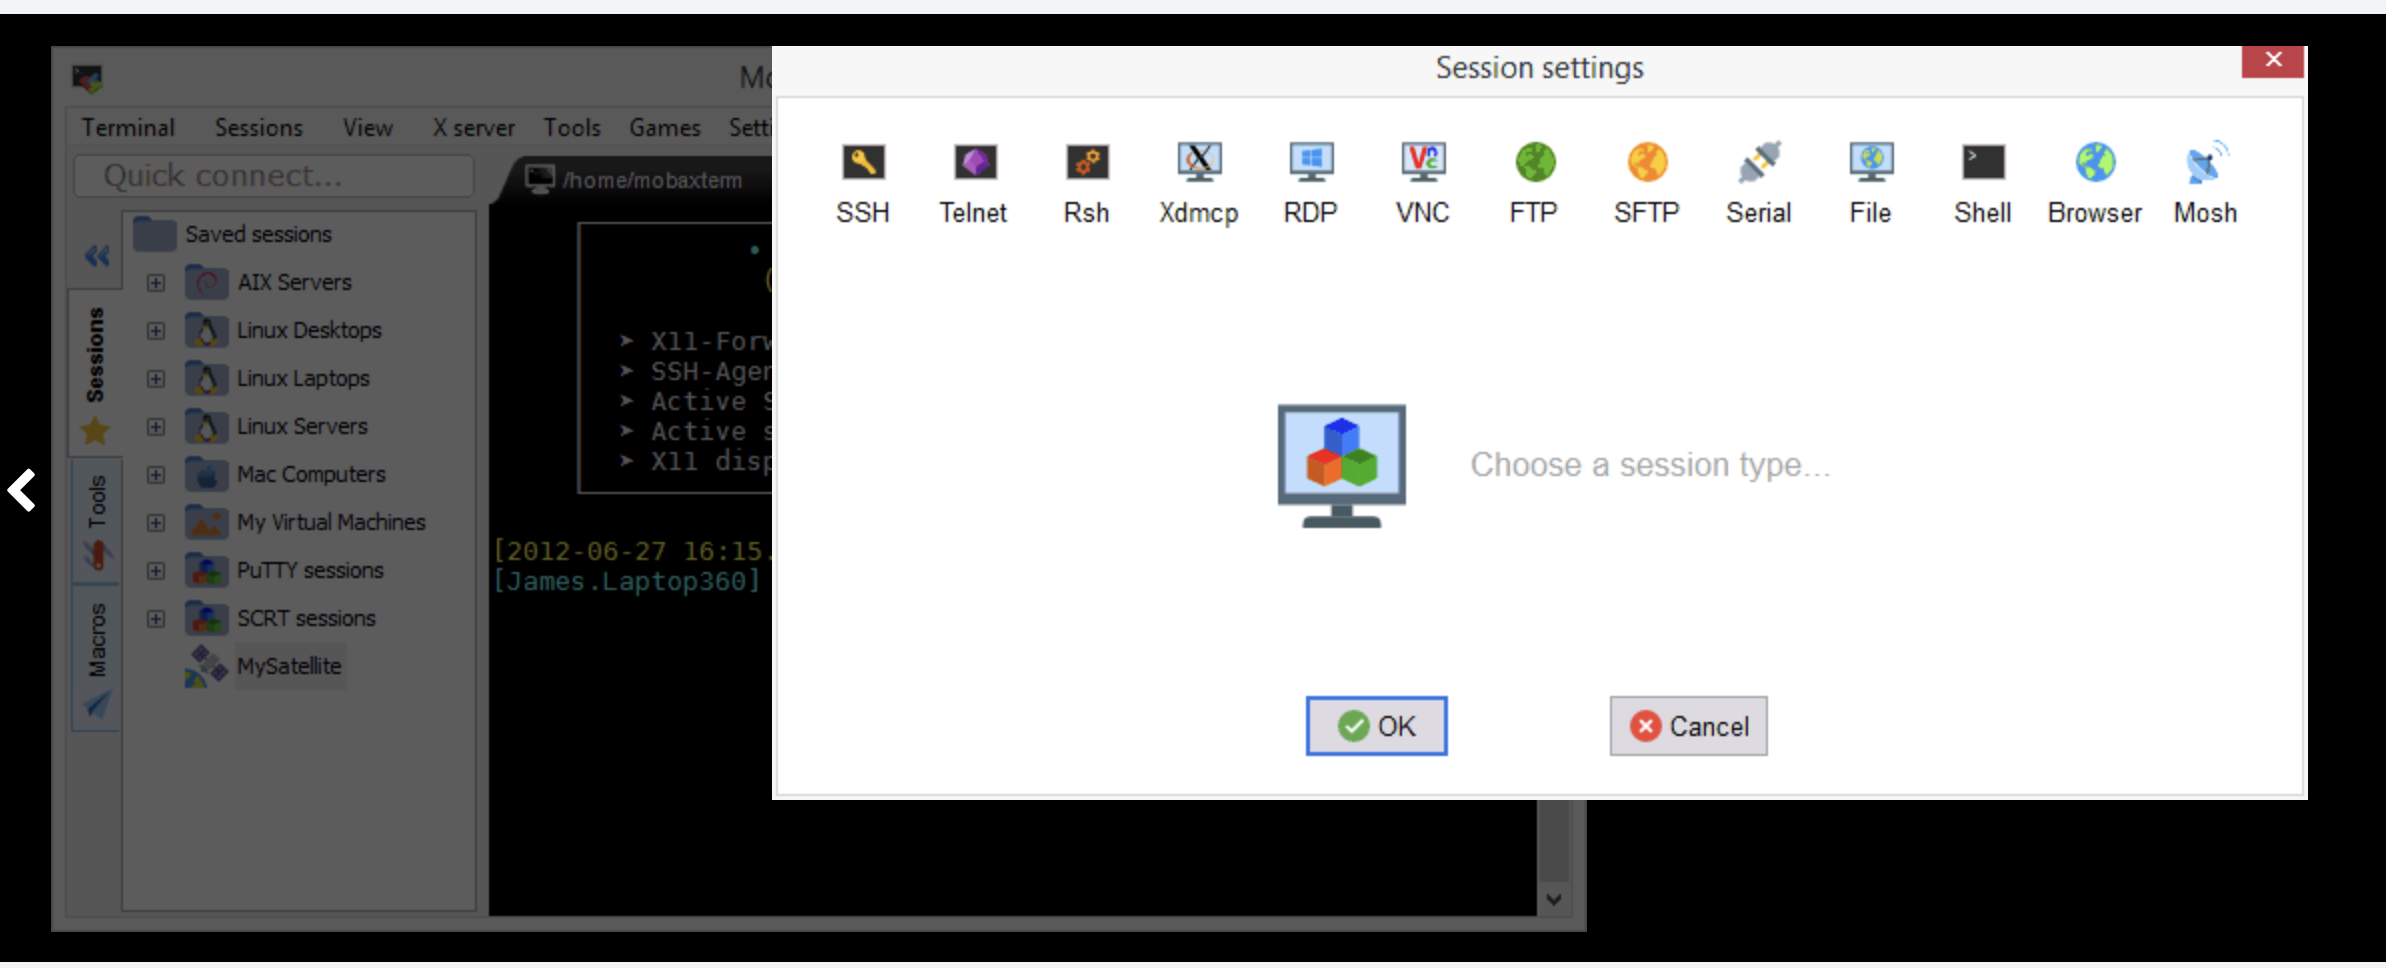 Mo
Session settings
Terminal Sessions View X server Tools Games Setti
Quick connect...
/home/mobaxterm
SSH Telnet Rsh Xdmcp RDP VNC FTP SFTP Serial File Shell Browser Mosh
Saved sessions
AIX Servers
Linux Desktops
Linux Laptops
Linux Servers
Mac Computers
My Virtual Machines
PuTTY sessions
SCRT sessions
MySatellite
Sessions
Tools
Macros
➤ X11-Forw
➤ SSH-Agen
➤ Active S
➤ Active s
➤ X11 disp
[2012-06-27 16:15.
[James.Laptop360]
Choose a session type...
OK Cancel